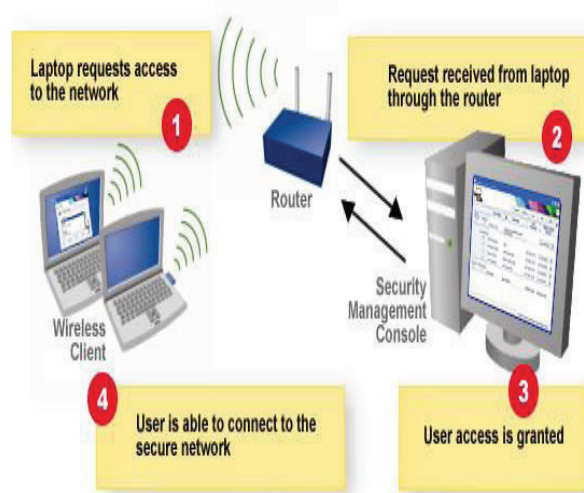 Laptop requests access
to the network
1
Request received from laptop
through the router
2
Router
Wireless
Client
Security
Management
Console
3
User access is granted
4
User is able to connect to the
secure network